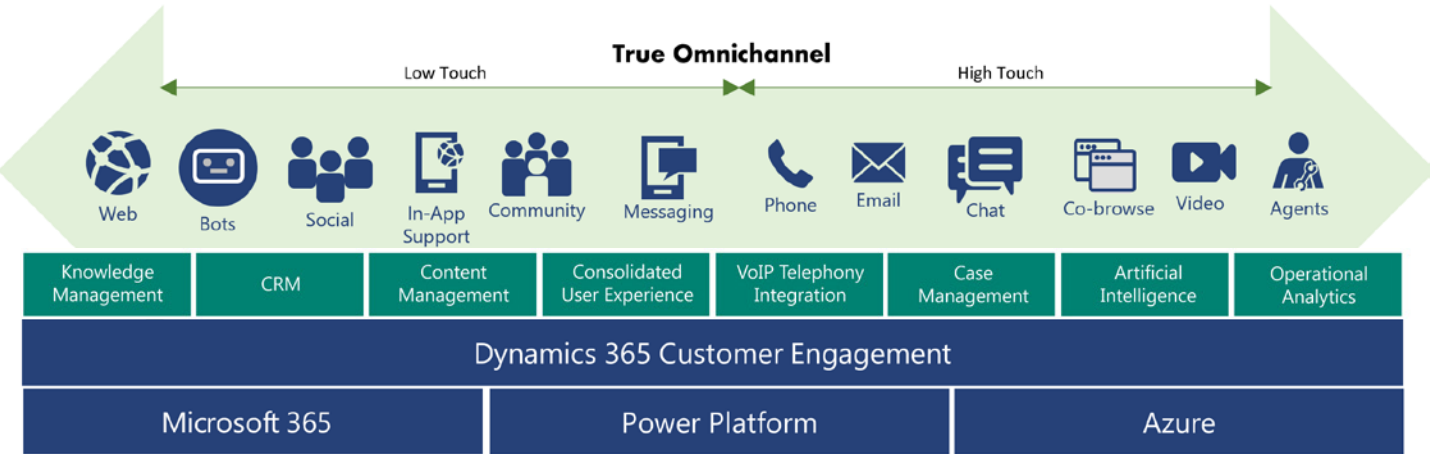 True Omnichannel
Low Touch
High Touch
Web
Bots
Social
In-App
Support
Community
Messaging
Phone
Email
Chat
Co-browse
Video
Agents
Knowledge
Management
CRM
Content
Management
Consolidated
User Experience
VoIP Telephony
Integration
Case
Management
Artificial
Intelligence
Operational
Analytics
Dynamics 365 Customer Engagement
Microsoft 365
Power Platform
Azure